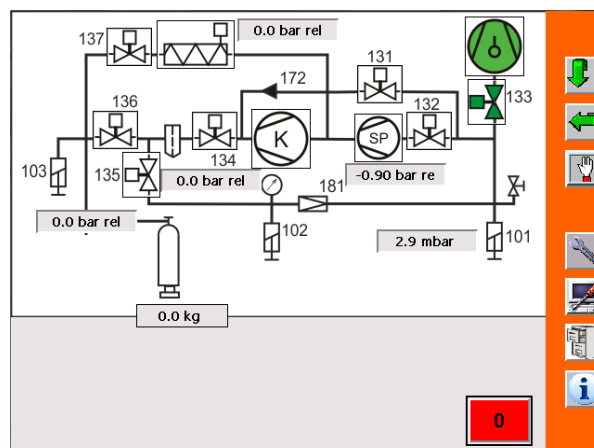 0.0 bar rel
137
131
172
133
136
132
K
SP
134
103
135
0.0 bar rel
-0.90 bar re
181
0.0 bar rel
102
101
2.9 mbar
0.0 kg
i
0